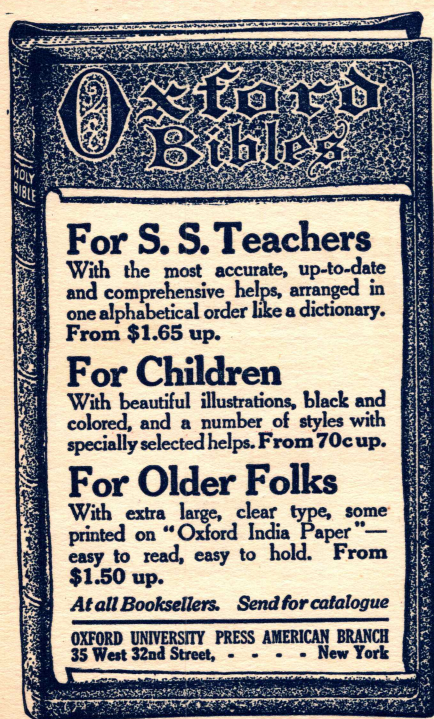 Oxford
Bibles
HOLY
BIBLE
For S. S. Teachers
With the most accurate, up-to-date
and comprehensive helps, arranged in
one alphabetical order like a dictionary.
From $1.65 up.
For Children
With beautiful illustrations, black and
colored, and a number of styles with
specially selected helps. From 70c up.
For Older Folks
With extra large, clear type, some
printed on "Oxford India Paper"—
easy to read, easy to hold. From
$1.50 up.
At all Booksellers. Send for catalogue
OXFORD UNIVERSITY PRESS AMERICAN BRANCH
35 West 32nd Street, - - - - New York